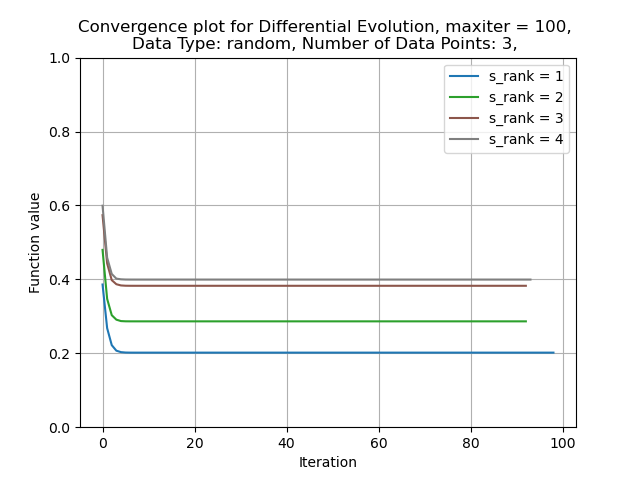 Convergence plot for Differential Evolution, maxiter = 100,
Data Type: random, Number of Data Points: 3,
1.0
0.8
0.6
0.4
0.2
0.0
Function value
s_rank = 1
s_rank = 2
s_rank = 3
s_rank = 4
0 20 40 60 80 100
Iteration